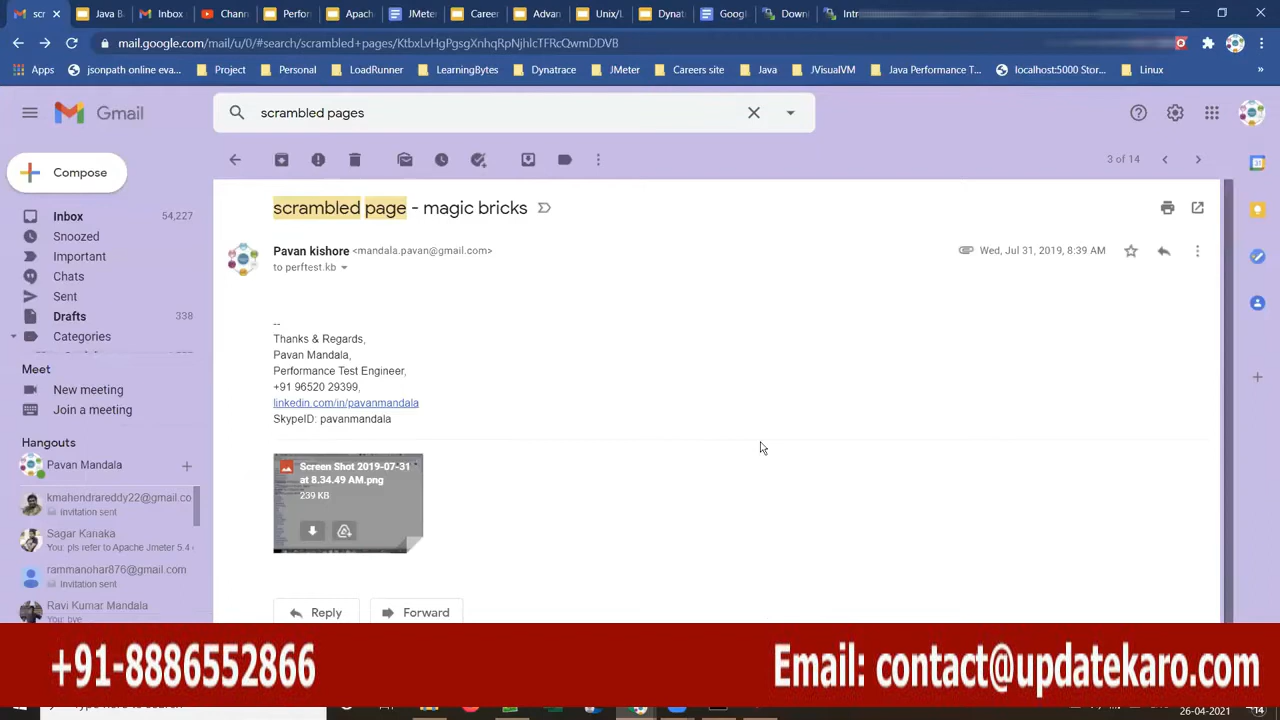 scr
Java B
Inbox
Chann
Perfor
Apach
JMeter
Career
Advan
Unix/L
Dynat
Googl
Downl
Intro
mail.google.com/mail/u/0/#search/scrambled+pages/KtbxLvHgPgsgXnhqRpNjhlcTFRcQwmDDVB
Apps
jsonpath online eva...
Project
Personal
LoadRunner
LearningBytes
Dynatrace
JMeter
Careers site
Java
JVisualVM
Java Performance T...
localhost:5000 Stor...
Linux
»
Gmail
scrambled pages
Compose
3 of 14
Inbox 54,227
Snoozed
Important
Chats
Sent
Drafts 338
Categories
Meet
New meeting
Join a meeting
Hangouts
Pavan Mandala
kmahendrareddy22@gmail.co
Invitation sent
Sagar Kanaka
You: pls refer to Apache Jmeter 5.4
rammanohar876@gmail.com
Invitation sent
Ravi Kumar Mandala
You: bye
scrambled page - magic bricks
Pavan kishore <mandala.pavan@gmail.com>
Wed, Jul 31, 2019, 8:39 AM
to perftest.kb
--
Thanks & Regards,
Pavan Mandala,
Performance Test Engineer,
+91 96520 29399,
linkedin.com/in/pavanmandala
SkypeID: pavanmandala
Screen Shot 2019-07-31
at 8.34.49 AM.png
239 KB
Reply
Forward
+91-8886552866
Email: contact@updatekaro.com
26-04-2021
14